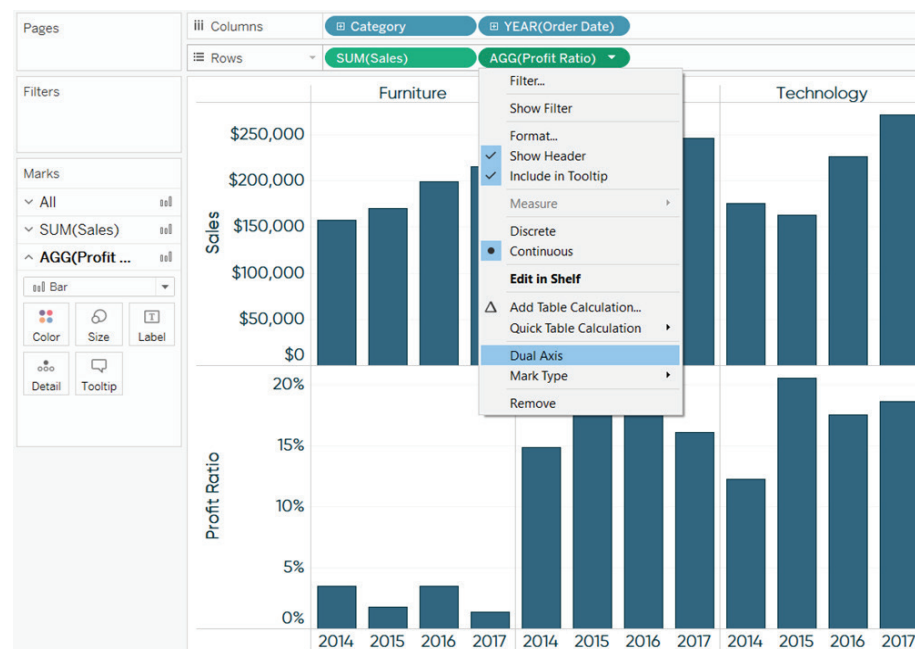 Pages
iii Columns
Category
YEAR(Order Date)
Rows
SUM(Sales)
AGG(Profit Ratio)
Filters
Marks
All
SUM(Sales)
AGG(Profit ...
Bar
Color
Size
Label
Detail
Tooltip
Filter...
Show Filter
Format...
Show Header
Include in Tooltip
Measure
Discrete
Continuous
Edit in Shelf
Add Table Calculation...
Quick Table Calculation
Dual Axis
Mark Type
Remove
Furniture
Technology
Sales
$250,000
$200,000
$150,000
$100,000
$50,000
$0
Profit Ratio
20%
15%
10%
5%
0%
2014 2015 2016 2017 2014 2015 2016 2017 2014 2015 2016 2017